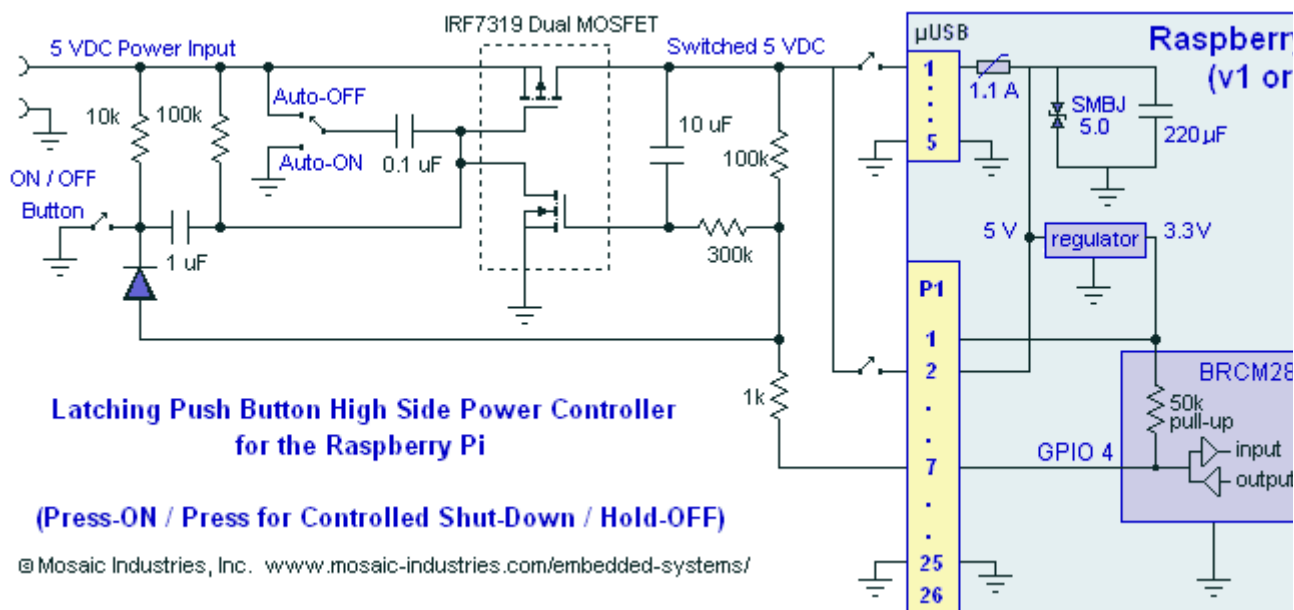 IRF7319 Dual MOSFET
5 VDC Power Input
Switched 5 VDC
µUSB
Raspberry
(v1 or
1
5
1.1 A
SMBJ
5.0
220µF
10k
100k
Auto-OFF
Auto-ON
0.1 uF
10 uF
100k
ON / OFF
Button
1 uF
300k
5 V
regulator
3.3V
P1
1
2
7
25
26
BRCM28
50k
pull-up
input
output
GPIO 4
1k
Latching Push Button High Side Power Controller
for the Raspberry Pi
(Press-ON / Press for Controlled Shut-Down / Hold-OFF)
© Mosaic Industries, Inc. www.mosaic-industries.com/embedded-systems/